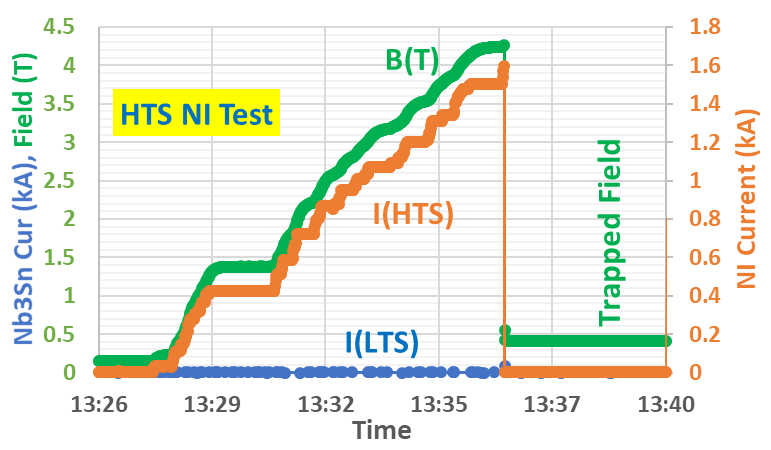 Nb3Sn Cur (kA), Field (T)
4.5
4
3.5
3
2.5
2
1.5
1
0.5
0
HTS NI Test
B(T)
I(HTS)
I(LTS)
Trapped Field
1.8
1.6
1.4
1.2
1
0.8
0.6
0.4
0.2
0
NI Current (kA)
13:26 13:29 13:32 13:35 13:37 13:40
Time